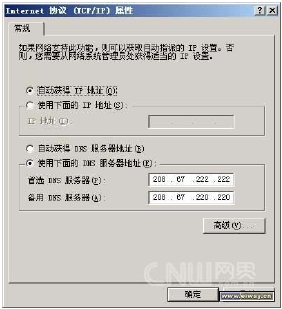 Internet 协议 (TCP/IP) 属性
常规
如果网络支持此功能，则可以获取自动指派的 IP 设置。否
则，您需要从网络系统管理员处获得适当的 IP 设置。
自动获得 IP 地址(O)
使用下面的 IP 地址(S):
IP 地址(I):
自动获得 DNS 服务器地址(B)
使用下面的 DNS 服务器地址(E):
首选 DNS 服务器(P): 208 . 67 .222 .222
备用 DNS 服务器(A): 208 . 67 .220 .220
高级(V)...
CNW 网界
确定
www.eiway.cn